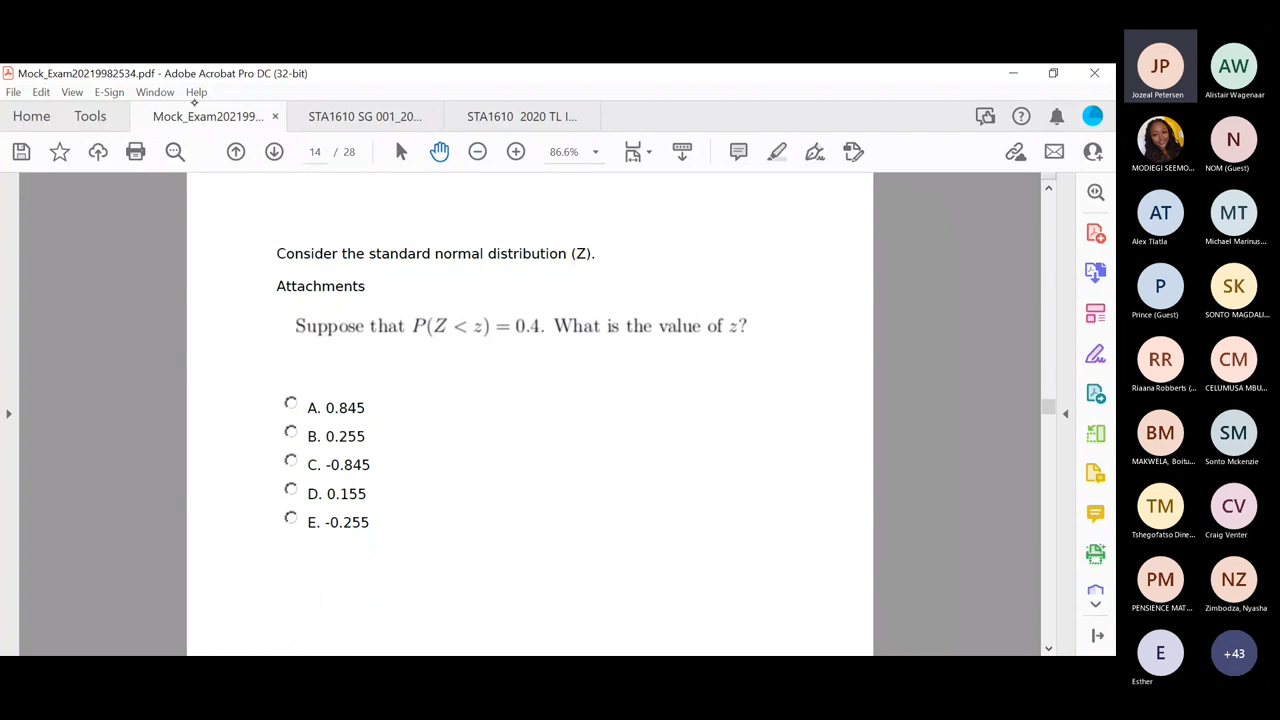 Mock_Exam20219982534.pdf - Adobe Acrobat Pro DC (32-bit)
File Edit View E-Sign Window Help
Home Tools Mock_Exam202199... × STA1610 SG 001_20... STA1610 2020 TL I...
14 / 28 86.6%
Consider the standard normal distribution (Z).
Attachments
Suppose that P(Z < z) = 0.4. What is the value of z?
A. 0.845
B. 0.255
C. -0.845
D. 0.155
E. -0.255
JP AW
Jozeal Petersen Alistair Wagenaar
N
MODIEGI SEEMO... NOM (Guest)
AT MT
Alex Tlatla Michael Marinus...
P SK
Prince (Guest) SONTO MAGDALI...
RR CM
Riaana Robberts (... CELUMUSA MBU...
BM SM
MAKWELA, Boitu... Sonto Mckenzie
TM CV
Tshegofatso Dine... Craig Venter
PM NZ
PENSIENCE MAT... Zimbodza, Nyasha
E +43
Esther